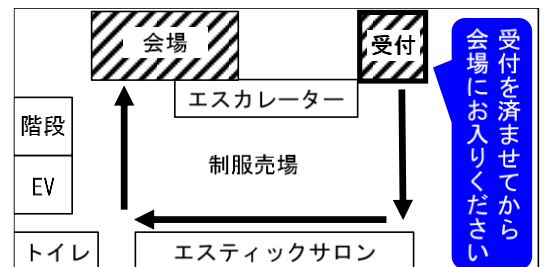 会場
受付
エスカレーター
階段
制服売場
EV
トイレ
エスティックサロン
受付を済ませてから
会場にお入りください